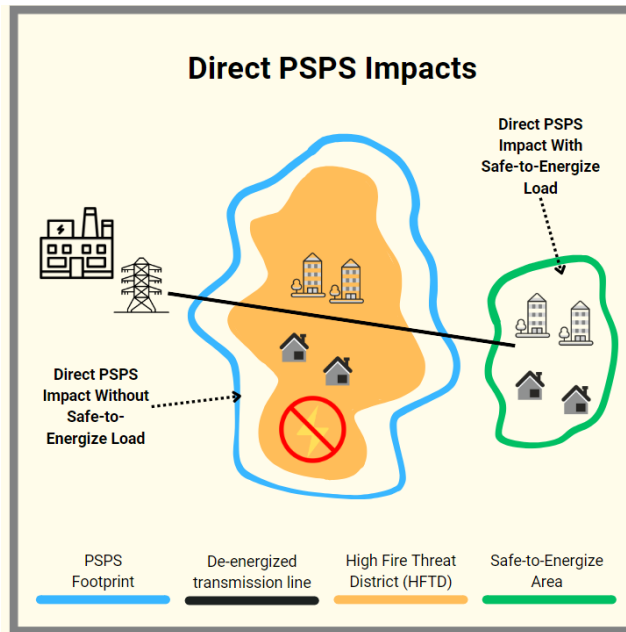 Direct PSPS Impacts
Direct PSPS
Impact With
Safe-to-Energize
Load
Direct PSPS
Impact Without
Safe-to-
Energize Load
PSPS
Footprint
De-energized
transmission line
High Fire Threat
District (HFTD)
Safe-to-Energize
Area